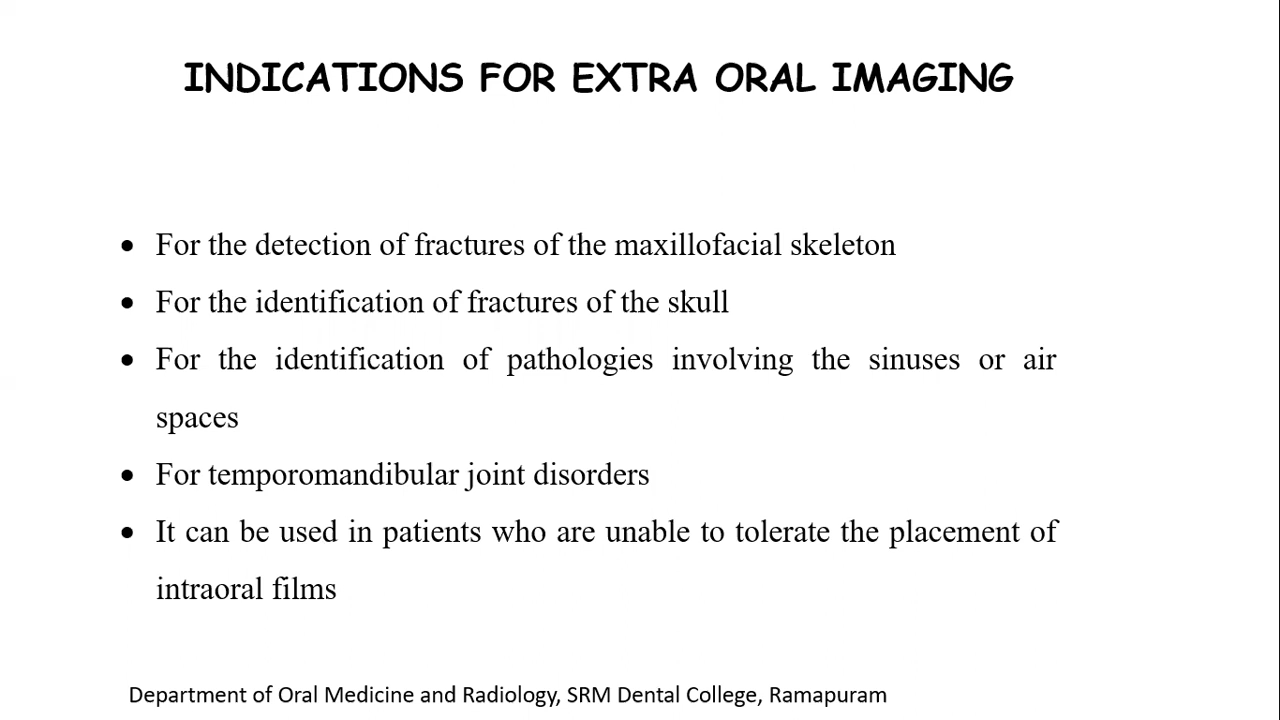 INDICATIONS FOR EXTRA ORAL IMAGING
• For the detection of fractures of the maxillofacial skeleton
• For the identification of fractures of the skull
• For the identification of pathologies involving the sinuses or air
spaces
• For temporomandibular joint disorders
• It can be used in patients who are unable to tolerate the placement of
intraoral films
Department of Oral Medicine and Radiology, SRM Dental College, Ramapuram